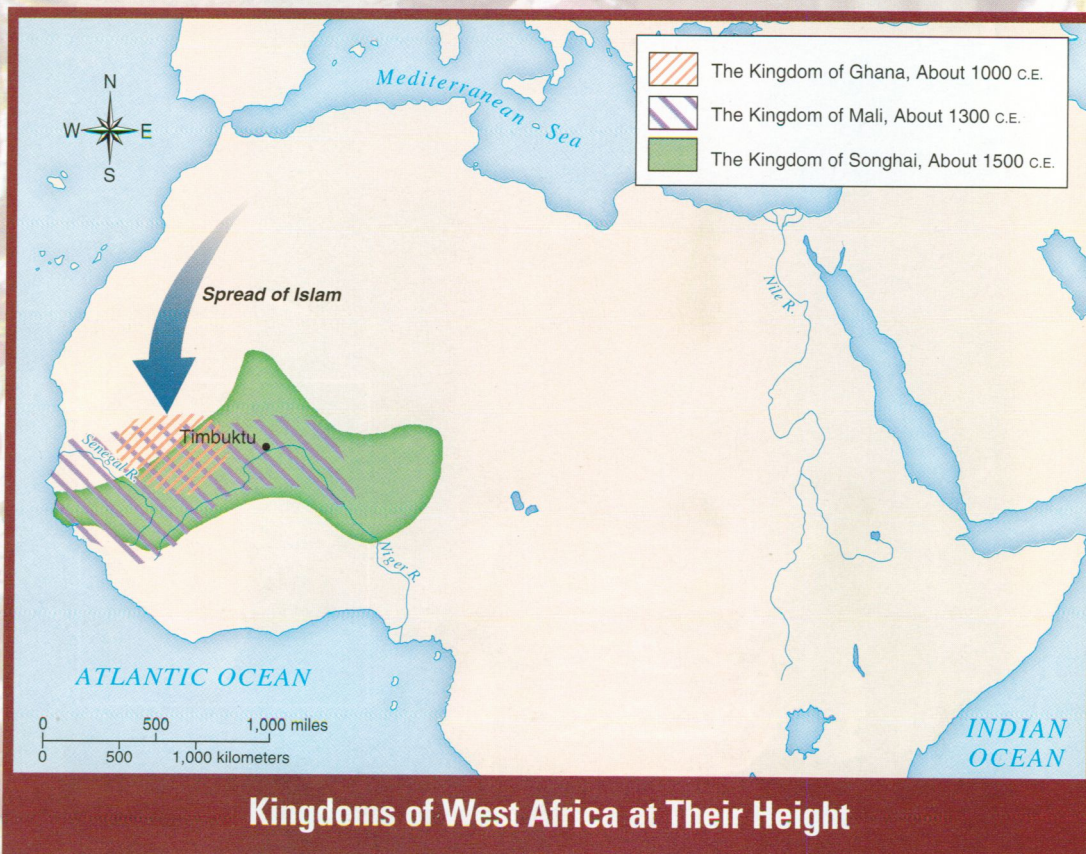 The Kingdom of Ghana, About 1000 C.E.
The Kingdom of Mali, About 1300 C.E.
The Kingdom of Songhai, About 1500 C.E.
N
W E
S
Mediterranean Sea
Spread of Islam
Nile R.
Timbuktu
Senegal R.
Niger R.
ATLANTIC OCEAN
INDIAN
OCEAN
0 500 1,000 miles
0 500 1,000 kilometers
Kingdoms of West Africa at Their Height